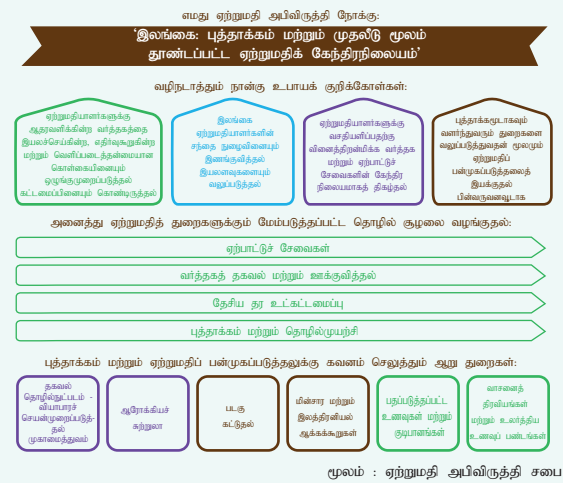 எமது ஏற்றுமதி அபிவிருத்தி நோக்கு:
‘இலங்கை: புத்தாக்கம் மற்றும் முதலீடு மூலம்
தூண்டப்பட்ட ஏற்றுமதிக் கேந்திரநிலையம்’
வழிநடாத்தும் நான்கு உபாயக் குறிக்கோள்கள்:
ஏற்றுமதியாளர்களுக்கு
ஆதரவளிக்கின்ற வர்த்தகத்தை
இயலச்செய்கின்ற, எதிர்வுகூறுகின்ற
மற்றும் வெளிப்படைத்தன்மையான
கொள்கையினையும்
ஒழுங்குமுறைப்படுத்தல்
கட்டமைப்பினையும் கொண்டிருத்தல்
இலங்கை
ஏற்றுமதியாளர்களின்
சந்தை நுழைவினையும்
இணங்குவித்தல்
இயலளவுகளையும்
வலுப்படுத்தல்
ஏற்றுமதியாளர்களுக்கு
வசதியளிப்பதற்கு
வினைத்திறன்மிக்க வர்த்தக
மற்றும் ஏற்பாட்டுச்
சேவைகளின் கேந்திர
நிலையமாகத் திகழ்தல்
புத்தாக்கமூடாகவும்
வளர்ந்துவரும் துறைகளை
வலுப்படுத்துவதன் மூலமும்
ஏற்றுமதிப்
பன்முகப்படுத்தலைத்
இயக்குதல்
பின்வருவனவூடாக
அனைத்து ஏற்றுமதித் துறைகளுக்கும் மேம்படுத்தப்பட்ட தொழில் சூழலை வழங்குதல்:
ஏற்பாட்டுச் சேவைகள்
வர்த்தகத் தகவல் மற்றும் ஊக்குவித்தல்
தேசிய தர உட்கட்டமைப்பு
புத்தாக்கம் மற்றும் தொழில்முயற்சி
புத்தாக்கம் மற்றும் ஏற்றுமதிப் பன்முகப்படுத்தலுக்கு கவனம் செலுத்தும் ஆறு துறைகள்:
தகவல்
தொழில்நுட்படம் -
வியாபாரச்
செயன்முறைப்படுத்-
தல்
முகாமைத்துவம்
ஆரோக்கியச்
சுற்றுலா
படகு
கட்டுதல்
மின்சார மற்றும்
இலத்திரனியல்
ஆக்கக்கூறுகள்
பதப்படுத்தப்பட்ட
உணவுகள் மற்றும்
குடிபானங்கள்
வாசனைத்
திரவியங்கள்
மற்றும் உலர்த்திய
உணவுப் பண்டங்கள்
மூலம் : ஏற்றுமதி அபிவிருத்தி சபை